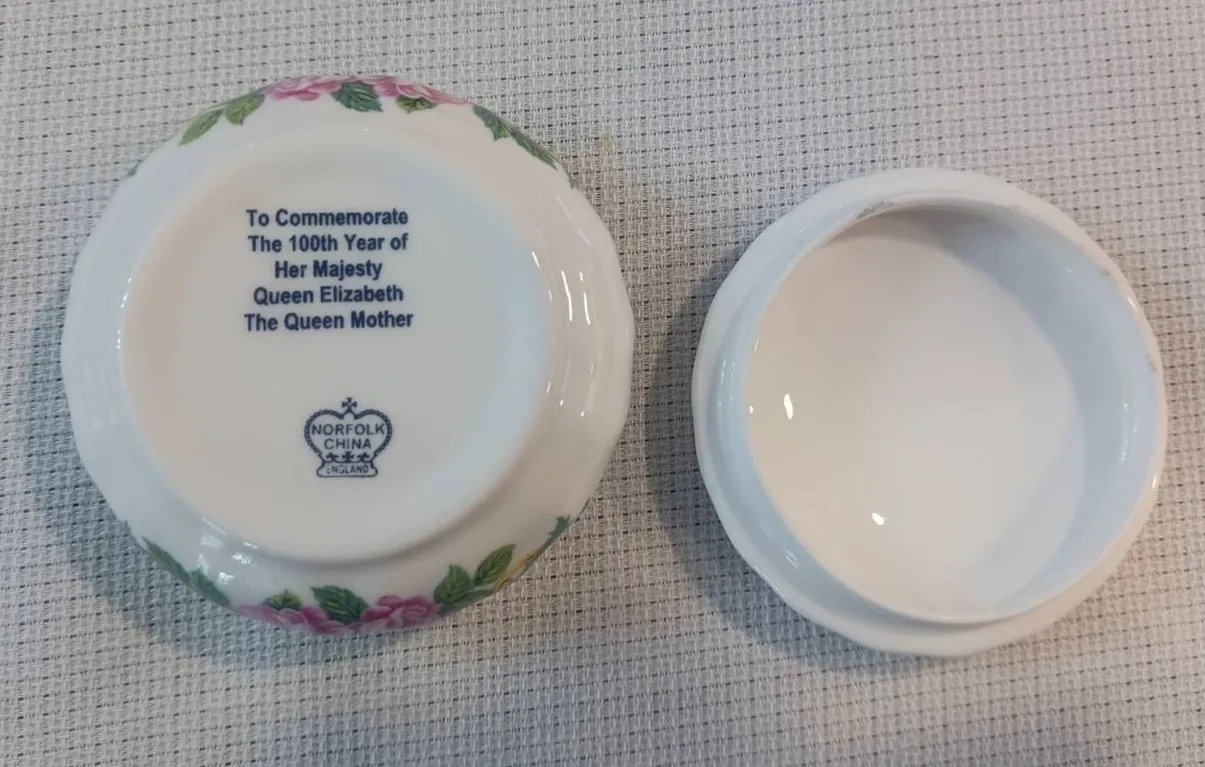 To Commemorate
The 100th Year of
Her Majesty
Queen Elizabeth
The Queen Mother
NORFOLK
CHINA
ENGLAND